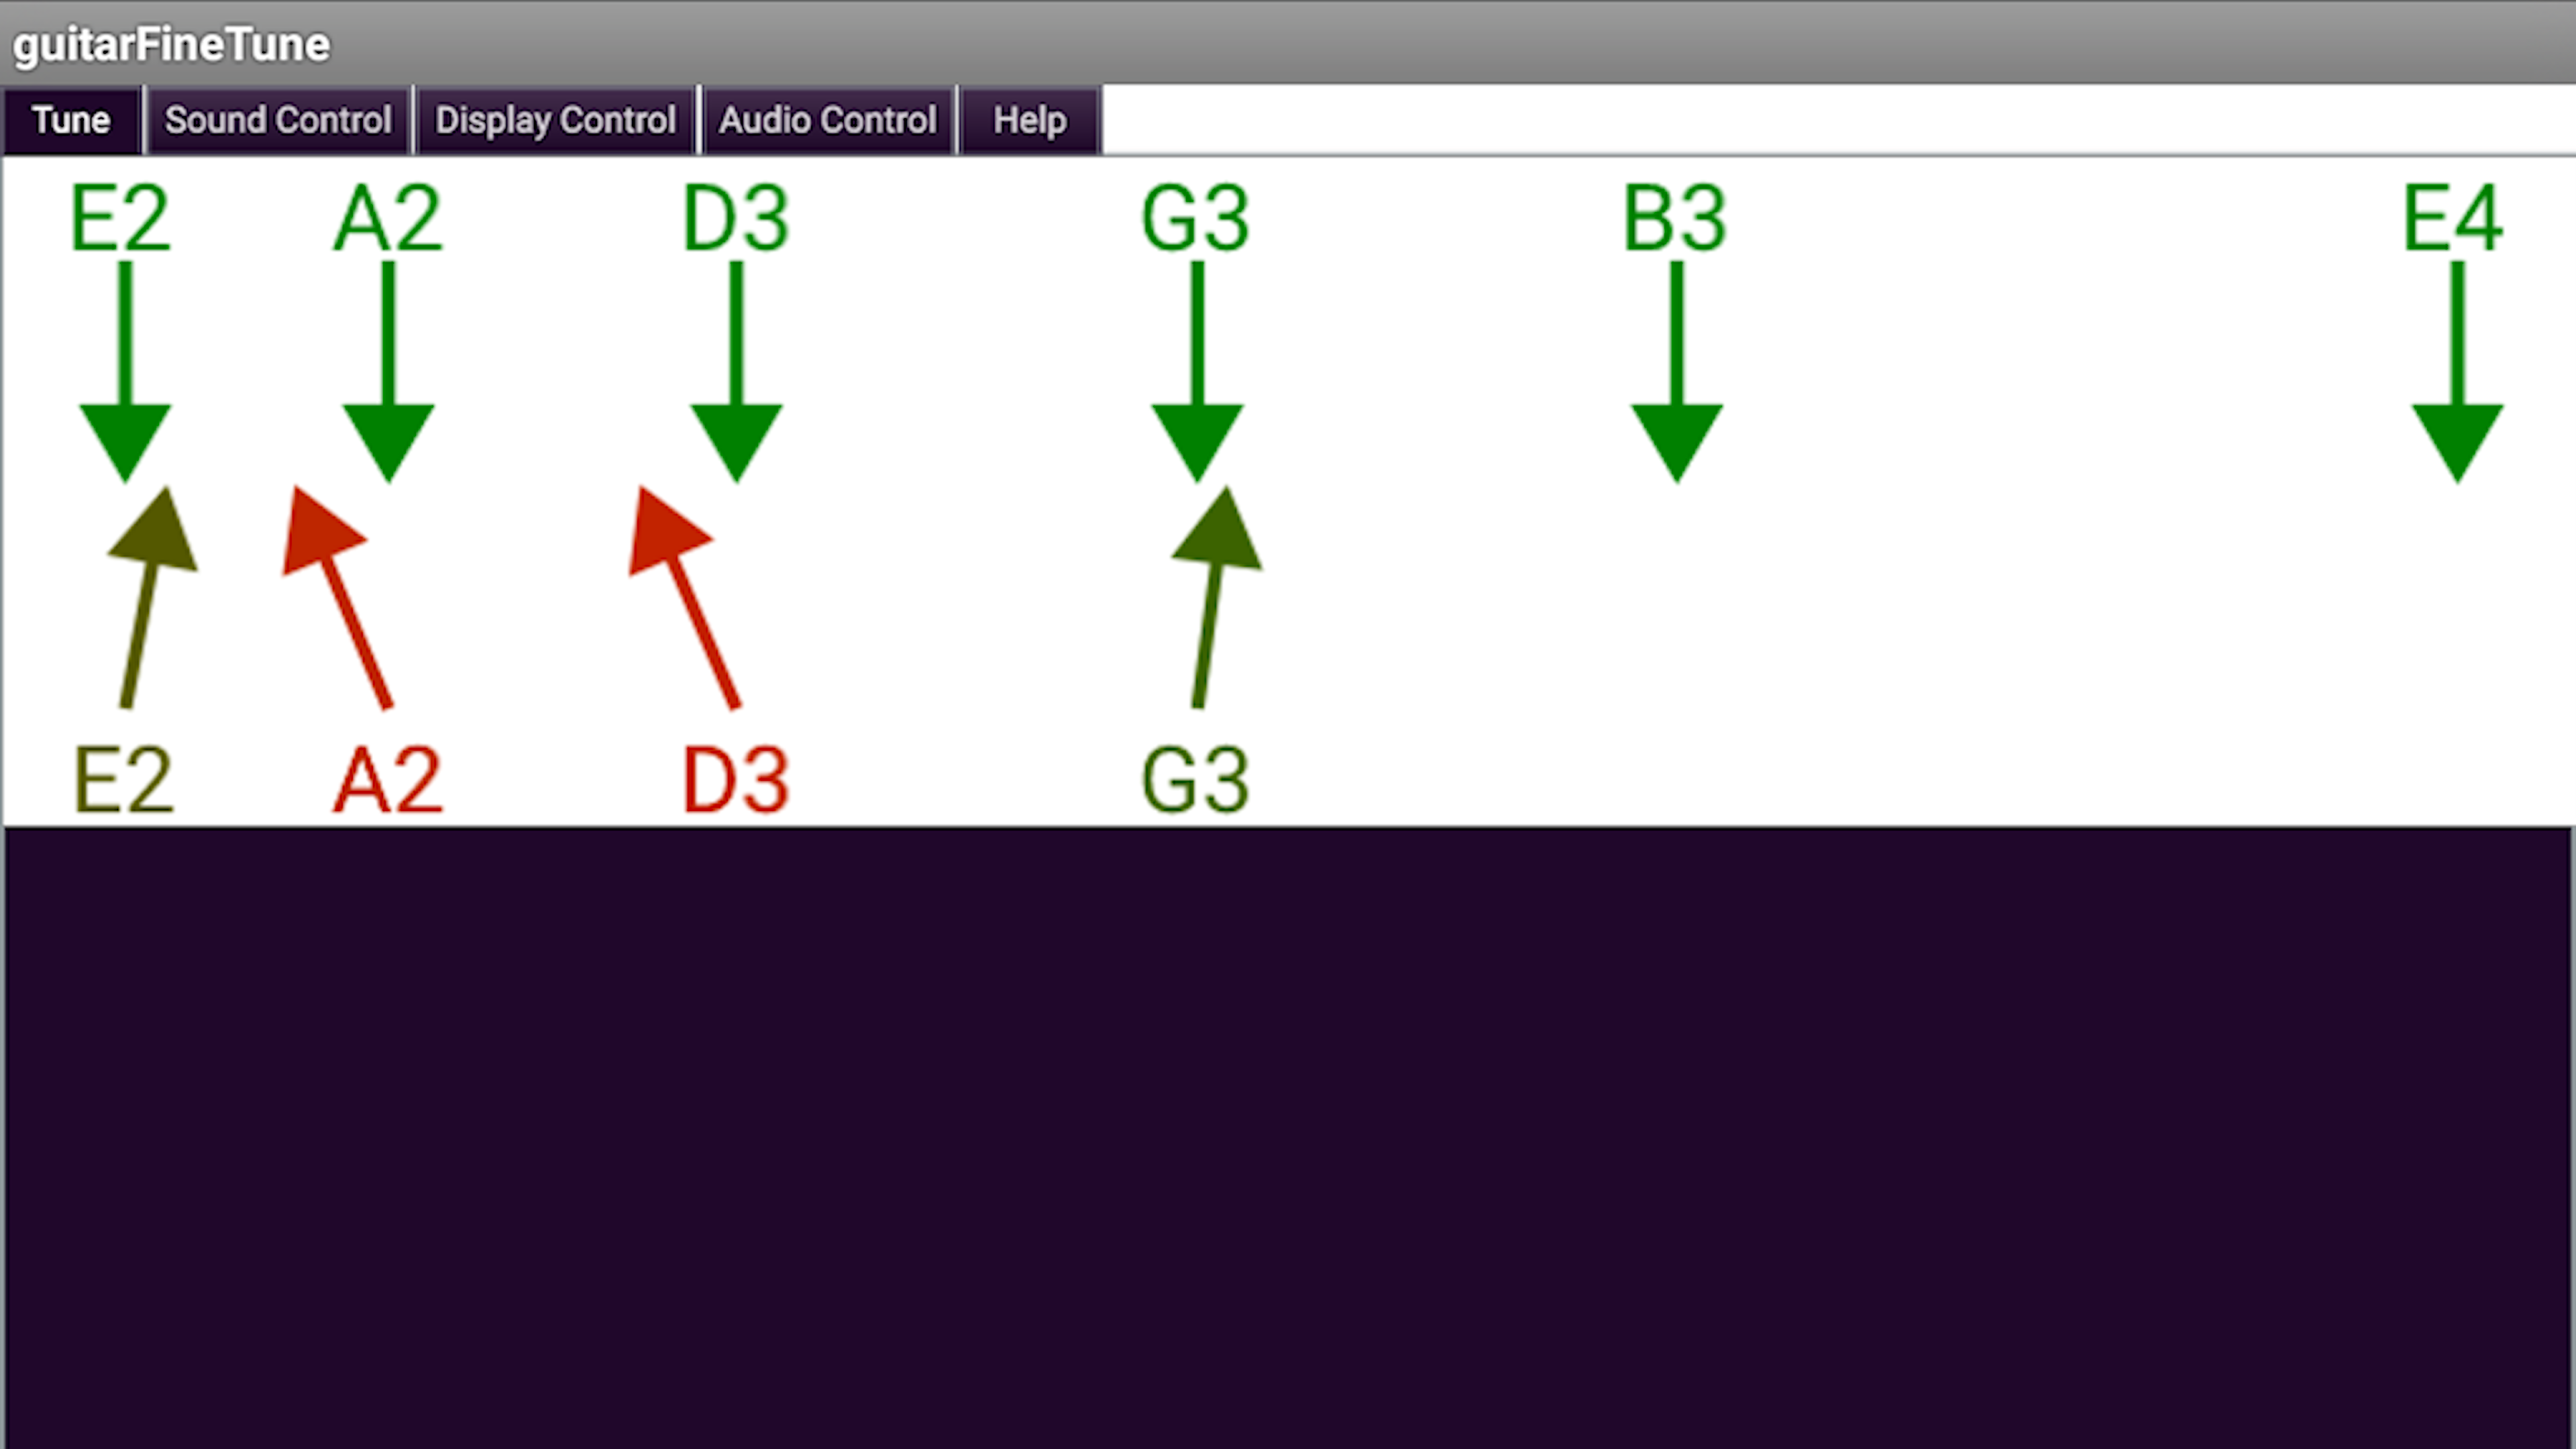 guitarFineTune
Tune Sound Control Display Control Audio Control Help
E2 A2 D3 G3 B3 E4
E2 A2 D3 G3